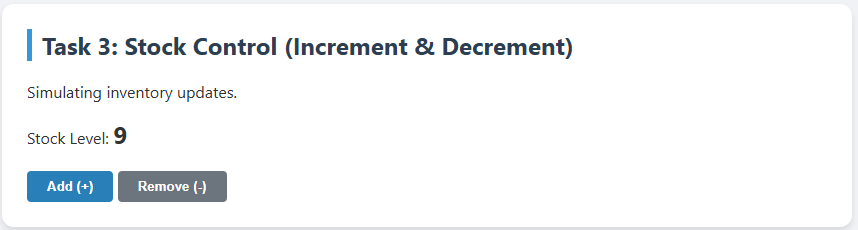 Task 3: Stock Control (Increment & Decrement)
Simulating inventory updates.
Stock Level: 9
Add (+) Remove (-)